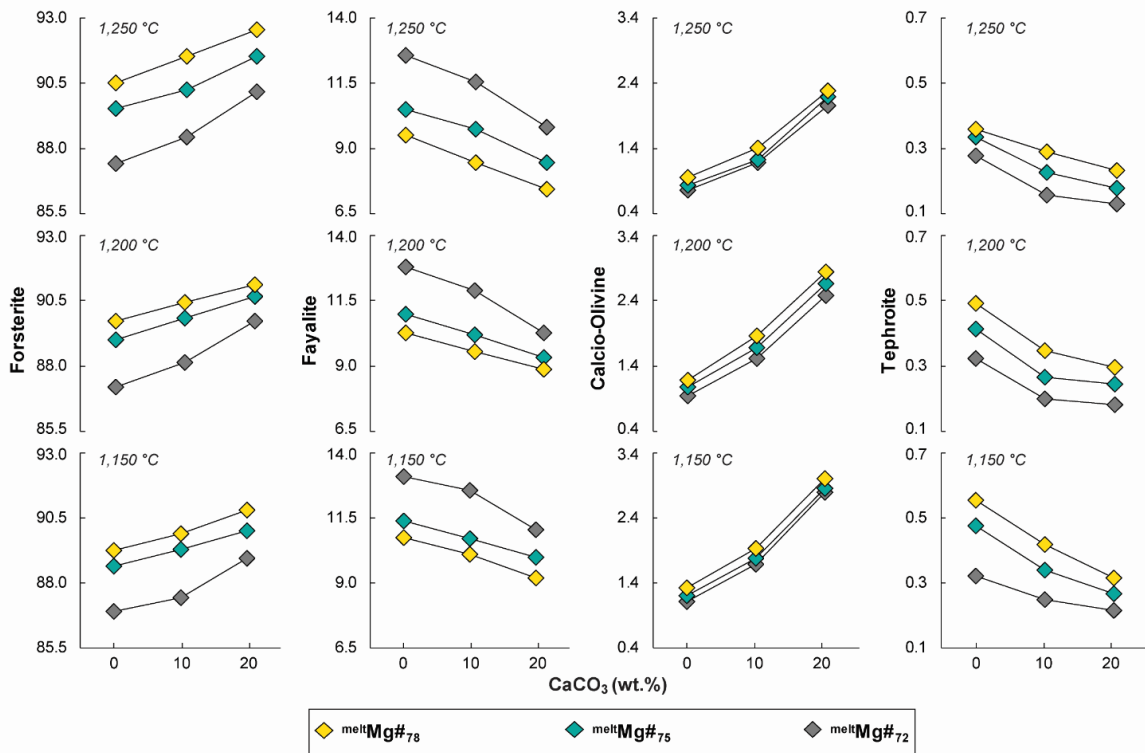 93.0
90.5
88.0
85.5
1,250 °C
14.0
11.5
9.0
6.5
1,250 °C
3.4
2.4
1.4
0.4
1,250 °C
0.7
0.5
0.3
0.1
1,250 °C
93.0
90.5
88.0
85.5
1,200 °C
14.0
11.5
9.0
6.5
1,200 °C
3.4
2.4
1.4
0.4
1,200 °C
0.7
0.5
0.3
0.1
1,200 °C
Forsterite
Fayalite
Calcio-Olivine
Tephroite
93.0
90.5
88.0
85.5
1,150 °C
14.0
11.5
9.0
6.5
1,150 °C
3.4
2.4
1.4
0.4
1,150 °C
0.7
0.5
0.3
0.1
1,150 °C
0 10 20
0 10 20
0 10 20
0 10 20
CaCO₃ (wt.%)
ᵐᵉˡᵗMg#₇₈
ᵐᵉˡᵗMg#₇₅
ᵐᵉˡᵗMg#₇₂